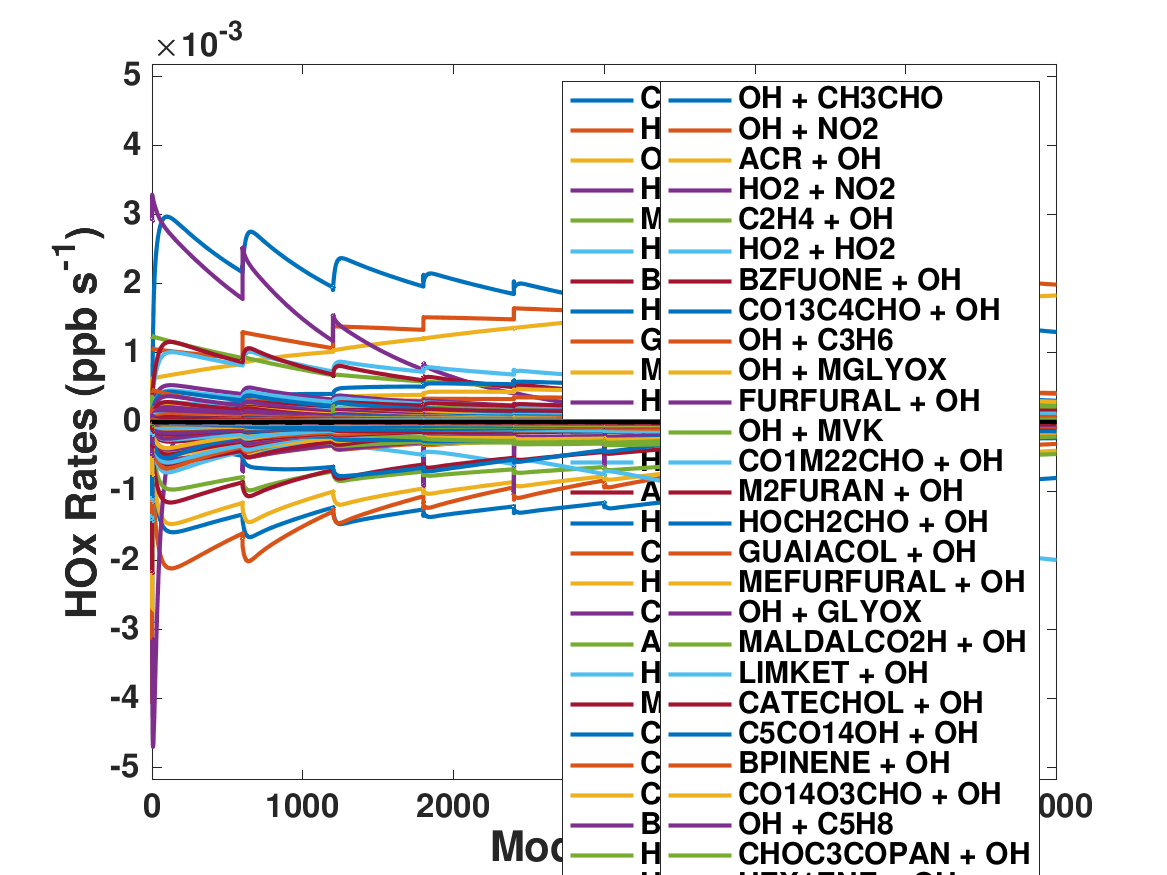 ×10-3
5
4
3
2
1
0
-1
-2
-3
-4
-5
HOx Rates (ppb s-1)
0
1000
2000
000
Moc
C
H
O
H
M
H
B
H
G
M
H
H
A
H
C
H
C
A
H
M
C
C
C
B
H
OH + CH3CHO
OH + NO2
ACR + OH
HO2 + NO2
C2H4 + OH
HO2 + HO2
BZFUONE + OH
CO13C4CHO + OH
OH + C3H6
OH + MGLYOX
FURFURAL + OH
OH + MVK
CO1M22CHO + OH
M2FURAN + OH
HOCH2CHO + OH
GUAIACOL + OH
MEFURFURAL + OH
OH + GLYOX
MALDALCO2H + OH
LIMKET + OH
CATECHOL + OH
C5CO14OH + OH
BPINENE + OH
CO14O3CHO + OH
OH + C5H8
CHOC3COPAN + OH